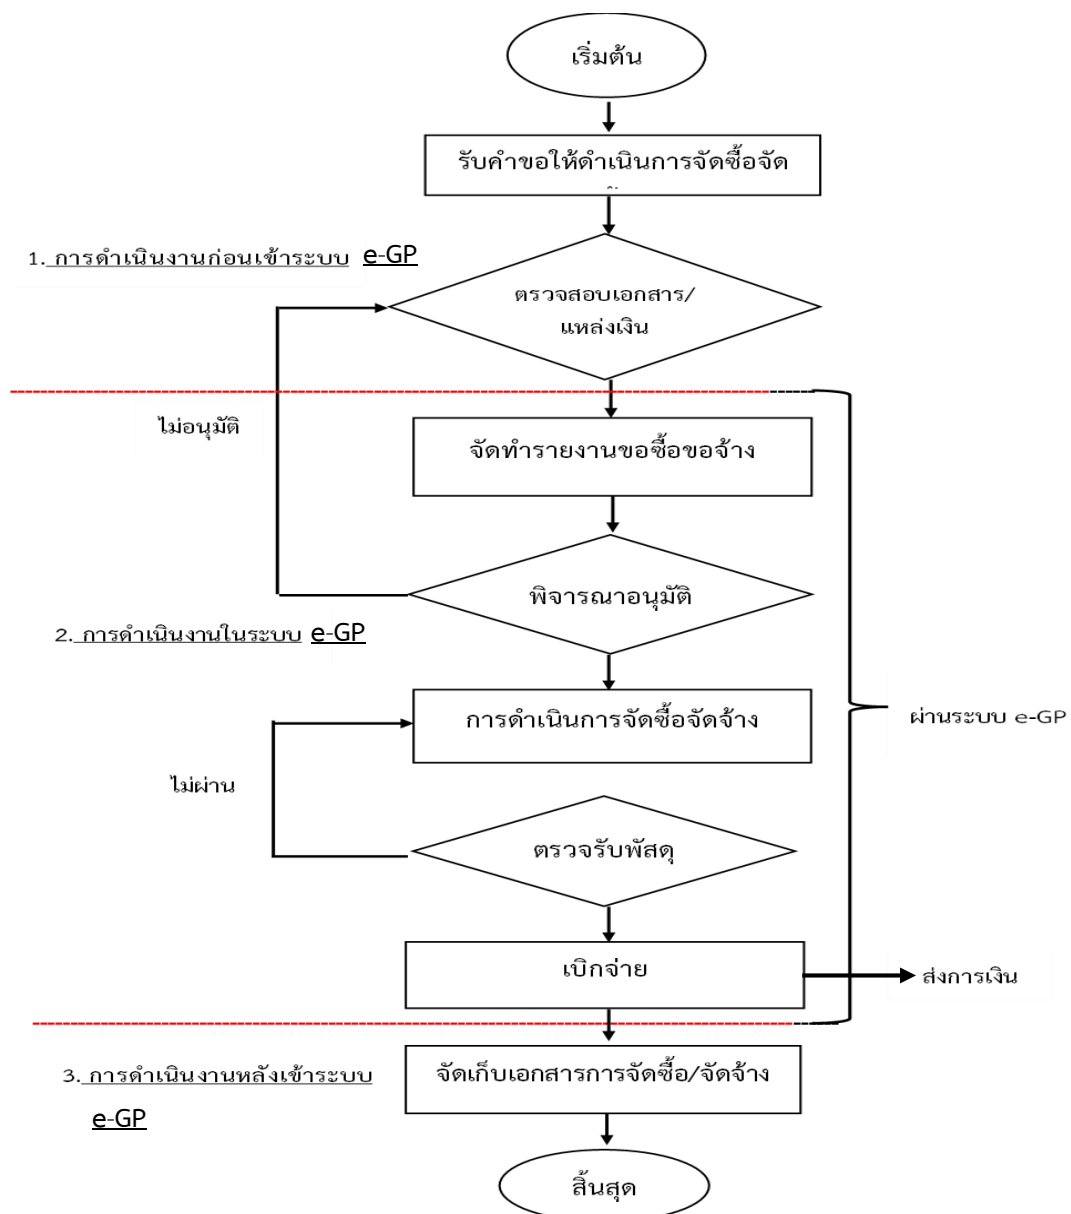 เริ่มต้น
รับคำขอให้ดำเนินการจัดซื้อจัด
1. การดำเนินงานก่อนเข้าระบบ e-GP
ตรวจสอบเอกสาร/
แหล่งเงิน
ไม่อนุมัติ
จัดทำรายงานขอซื้อขอจ้าง
พิจารณาอนุมัติ
2. การดำเนินงานในระบบ e-GP
การดำเนินการจัดซื้อจัดจ้าง
ผ่านระบบ e-GP
ไม่ผ่าน
ตรวจรับพัสดุ
เบิกจ่าย
ส่งการเงิน
3. การดำเนินงานหลังเข้าระบบ
e-GP
จัดเก็บเอกสารการจัดซื้อ/จัดจ้าง
สิ้นสุด